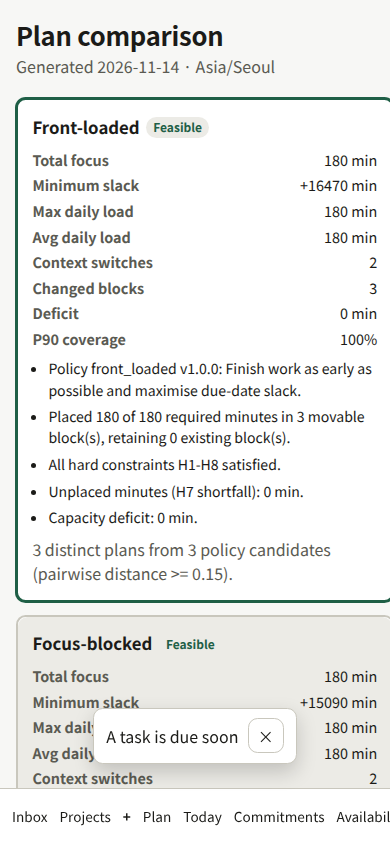 Plan comparison
Generated 2026-11-14 · Asia/Seoul
Front-loaded Feasible
Total focus 180 min
Minimum slack +16470 min
Max daily load 180 min
Avg daily load 180 min
Context switches 2
Changed blocks 3
Deficit 0 min
P90 coverage 100%
• Policy front_loaded v1.0.0: Finish work as early as
possible and maximise due-date slack.
• Placed 180 of 180 required minutes in 3 movable
block(s), retaining 0 existing block(s).
• All hard constraints H1-H8 satisfied.
• Unplaced minutes (H7 shortfall): 0 min.
• Capacity deficit: 0 min.
3 distinct plans from 3 policy candidates
(pairwise distance >= 0.15).
Focus-blocked Feasible
Total focus 180 min
Minimum slack +15090 min
Max daily 180 min
A task is due soon ×
Avg daily 180 min
Context switches 2
Inbox Projects + Plan Today Commitments Availabil